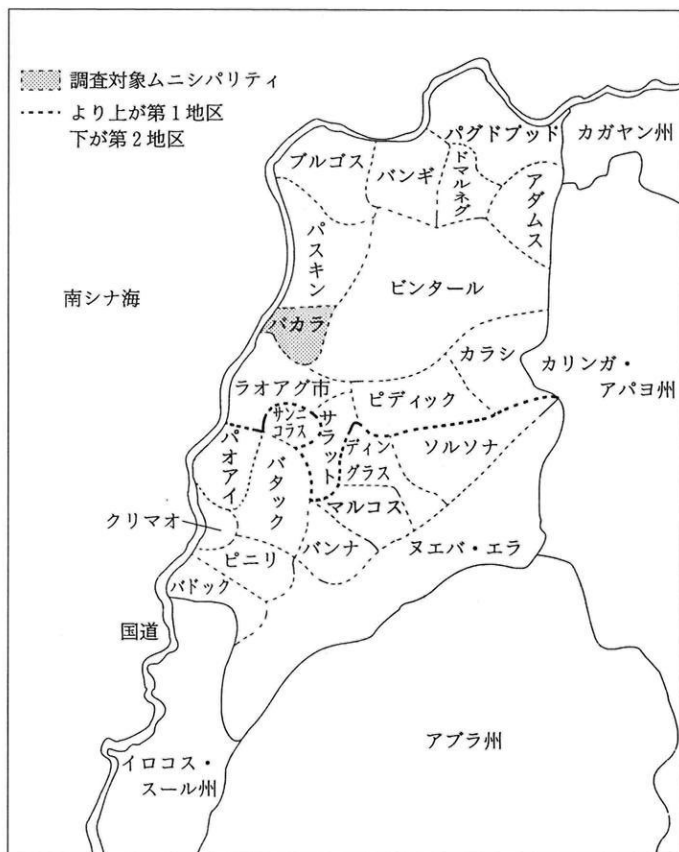 調査対象ムニシパリティ
より上が第1地区
下が第2地区
パグドブッド
カガヤン州
ブルゴス
バンギ
ドマルネグ
アダムス
パスキン
南シナ海
ビンタール
バカラ
カラシ
カリンガ・
アパヨ州
ラオアグ市
ピディック
サンニ
コラス
サラット
ディン
グラス
ソルソナ
パオアイ
バタック
マルコス
クリマオ
バンナ
ヌエバ・エラ
ピニリ
バドック
国道
アブラ州
イロコス・
スール州